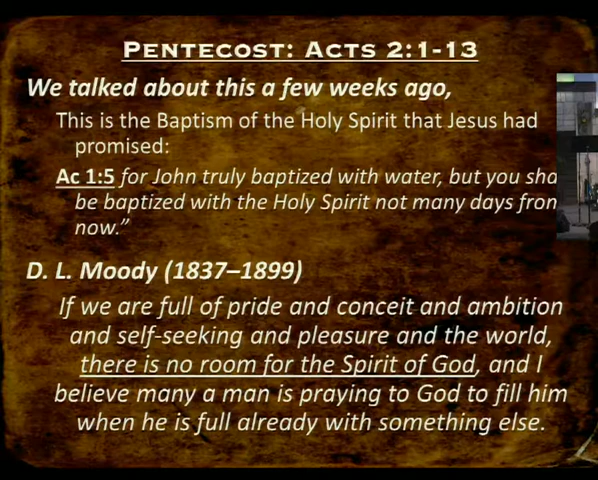 PENTECOST: ACTS 2:1-13
We talked about this a few weeks ago,
This is the Baptism of the Holy Spirit that Jesus had
promised:
Ac 1:5 for John truly baptized with water, but you sha
be baptized with the Holy Spirit not many days fron
now.”
D. L. Moody (1837–1899)
If we are full of pride and conceit and ambition
and self-seeking and pleasure and the world,
there is no room for the Spirit of God, and I
believe many a man is praying to God to fill him
when he is full already with something else.